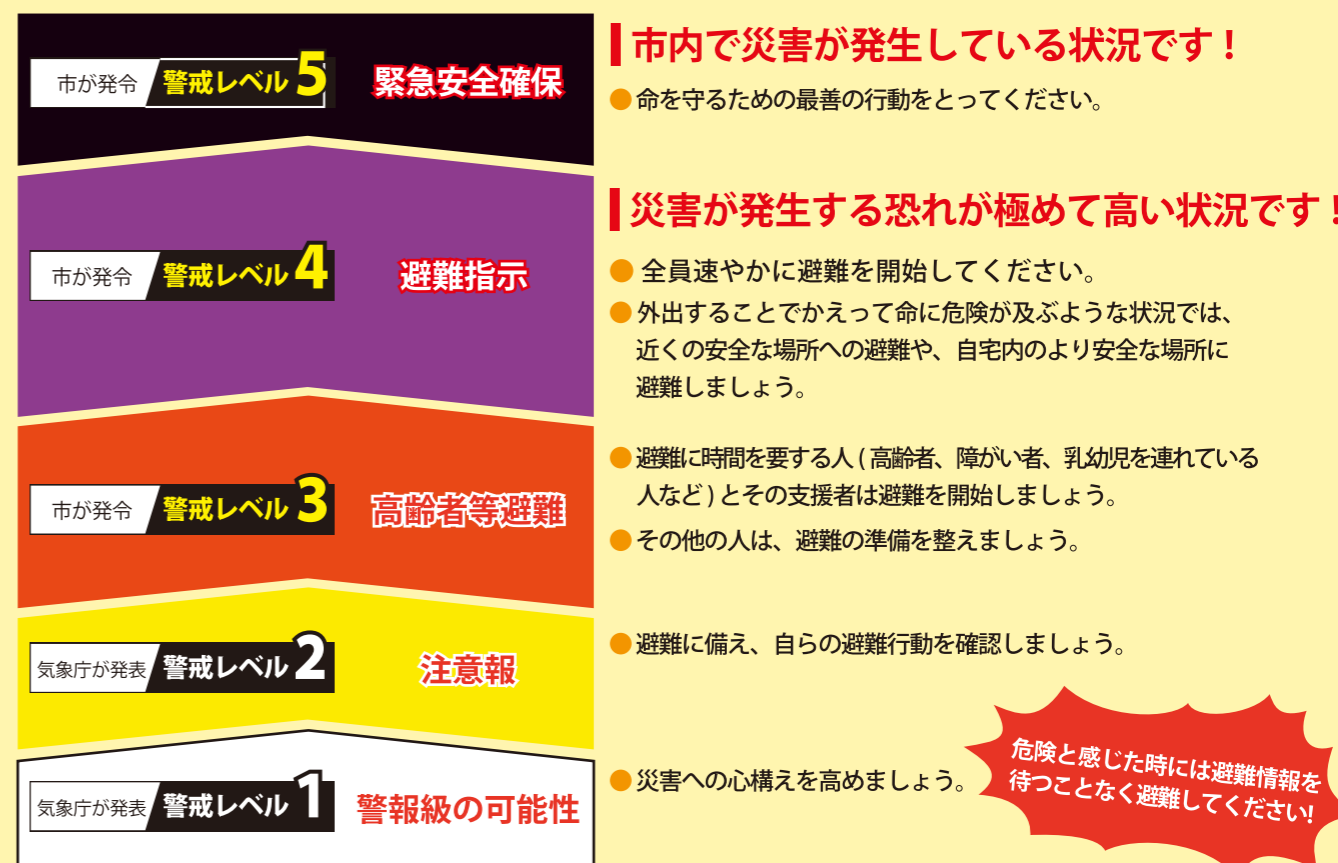 市が発令 警戒レベル5 緊急安全確保
市内で災害が発生している状況です！
●命を守るための最善の行動をとってください。
市が発令 警戒レベル4 避難指示
災害が発生する恐れが極めて高い状況です！
●全員速やかに避難を開始してください。
●外出することでかえって命に危険が及ぶような状況では、
近くの安全な場所への避難や、自宅内のより安全な場所に
避難しましょう。
市が発令 警戒レベル3 高齢者等避難
●避難に時間を要する人(高齢者、障がい者、乳幼児を連れている
人など)とその支援者は避難を開始しましょう。
●その他の人は、避難の準備を整えましょう。
気象庁が発表 警戒レベル2 注意報
●避難に備え、自らの避難行動を確認しましょう。
気象庁が発表 警戒レベル1 警報級の可能性
●災害への心構えを高めましょう。
危険と感じた時には避難情報を
待つことなく避難してください!